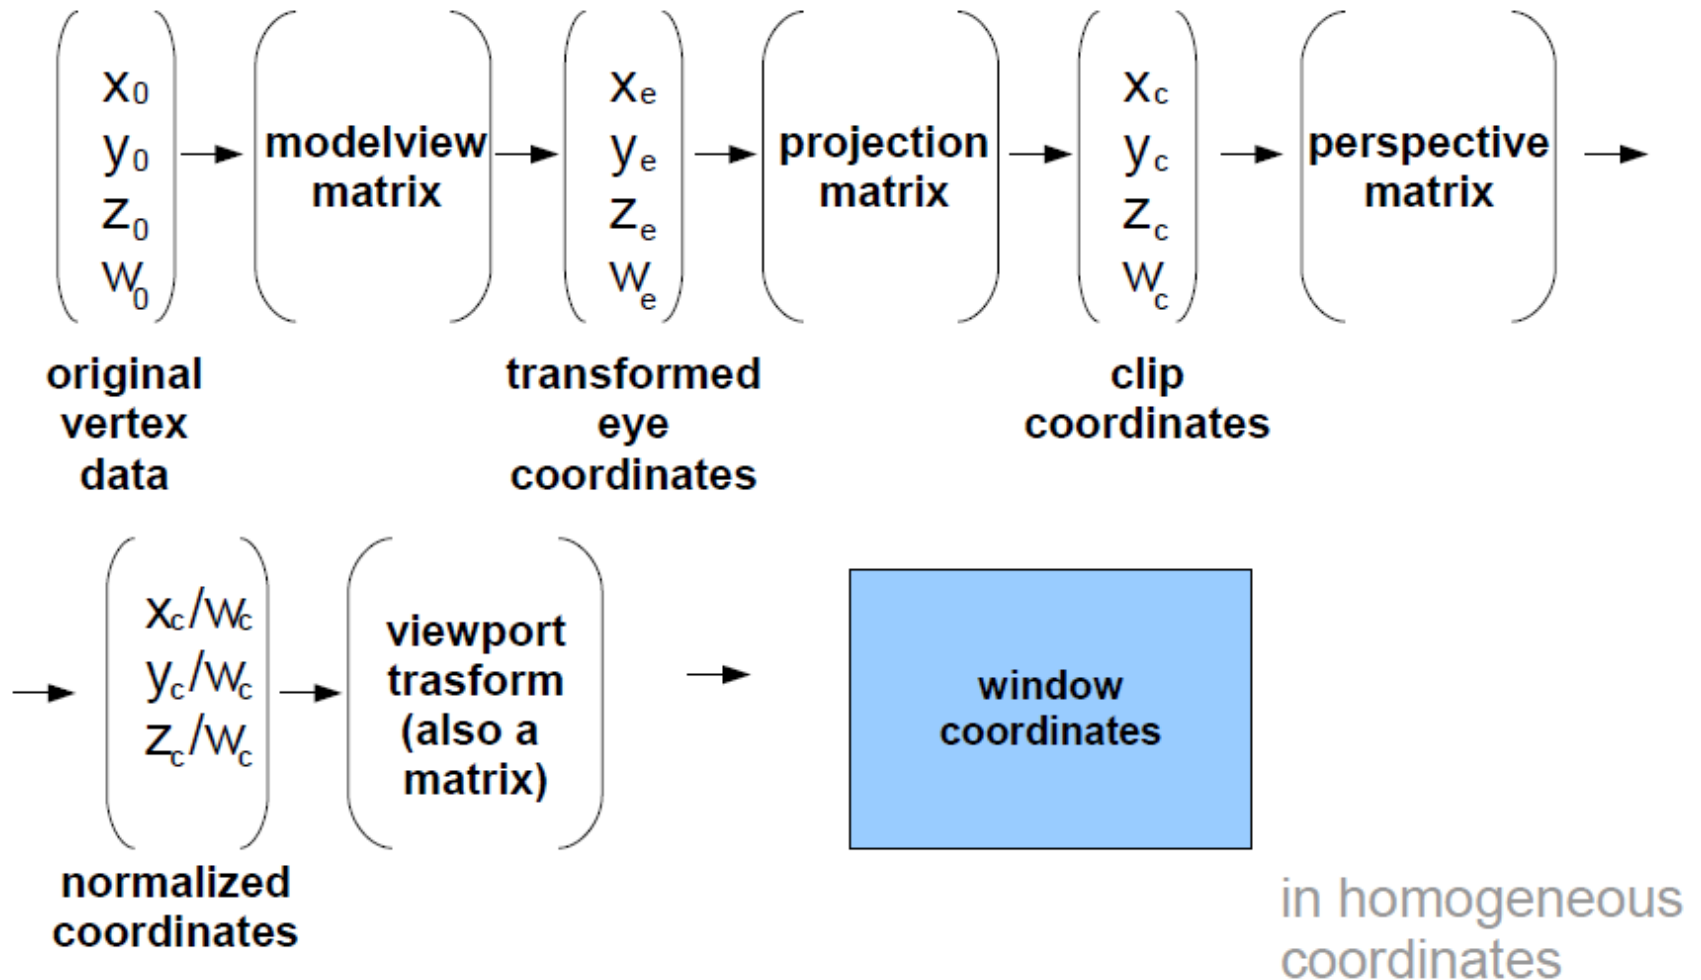 x0
y0
z0
w0
modelview
matrix
xe
ye
ze
we
projection
matrix
xc
yc
zc
wc
perspective
matrix
original
vertex
data
transformed
eye
coordinates
clip
coordinates
xc/wc
yc/wc
zc/wc
viewport
trasform
(also a
matrix)
window
coordinates
normalized
coordinates
in homogeneous
coordinates